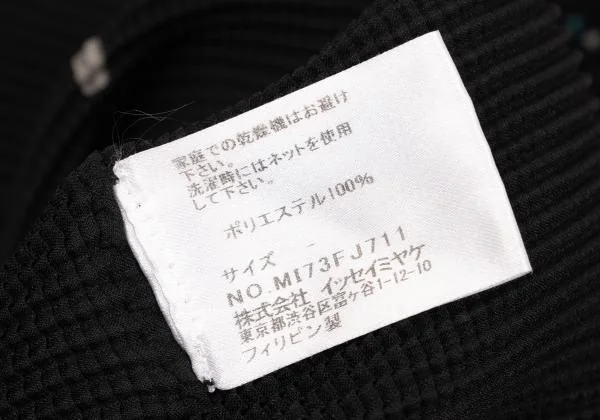 家庭での乾燥機はお避け
下さい。
洗濯時にはネットを使用
して下さい。
ポリエステル100%
サイズ -
NO.MI73FJ711
株式会社 イッセイミヤケ
東京都渋谷区富ヶ谷1-12-10
フィリピン製